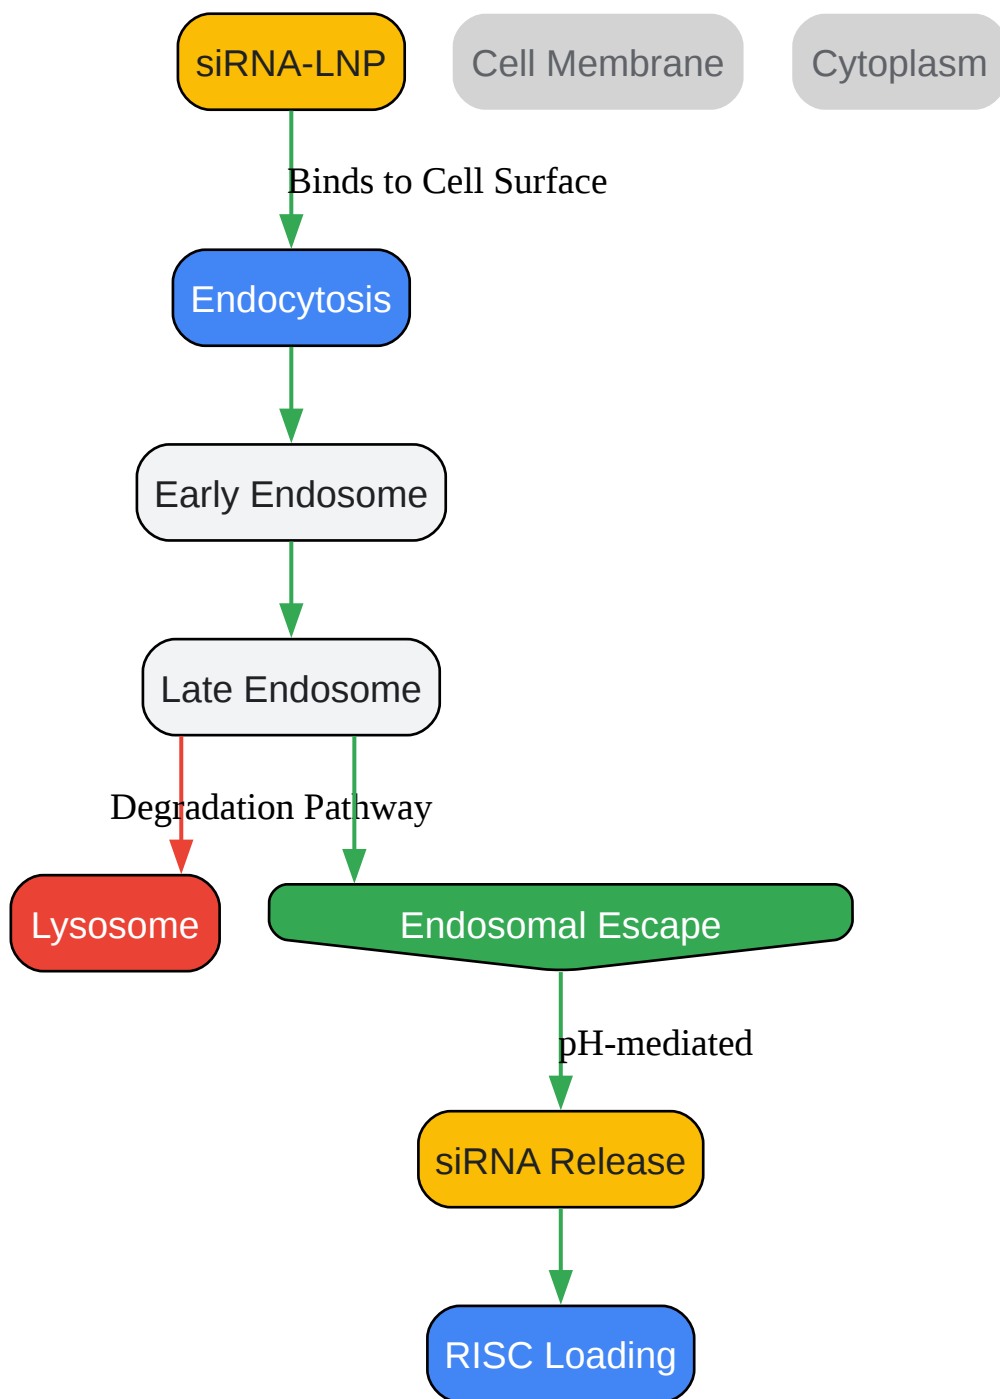 siRNA-LNP
Cell Membrane
Cytoplasm
Binds to Cell Surface
Endocytosis
Early Endosome
Late Endosome
Degradation Pathway
Lysosome
Endosomal Escape
pH-mediated
siRNA Release
RISC Loading